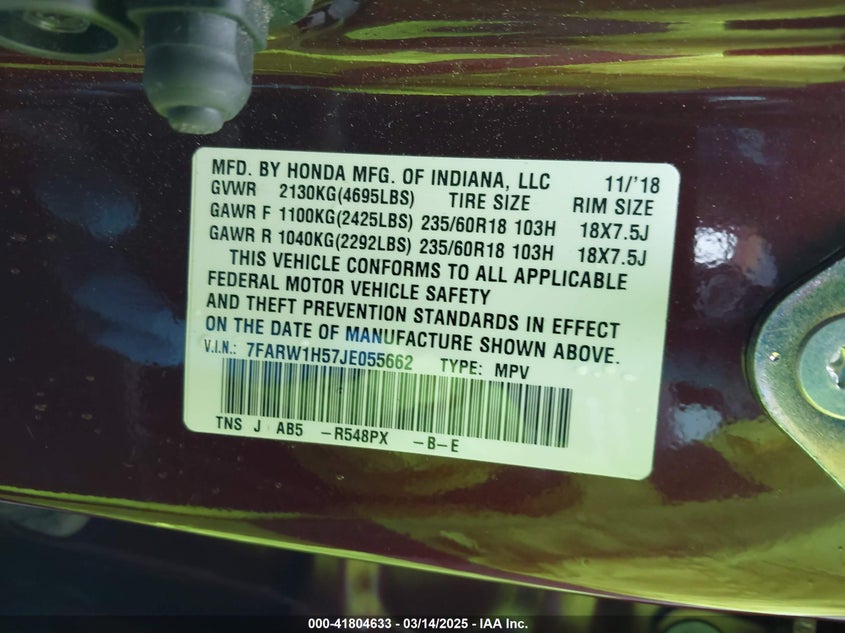 MFD. BY HONDA MFG. OF INDIANA, LLC 11/'18
GVWR 2130KG(4695LBS) TIRE SIZE RIM SIZE
GAWR F 1100KG(2425LBS) 235/60R18 103H 18X7.5J
GAWR R 1040KG(2292LBS) 235/60R18 103H 18X7.5J
THIS VEHICLE CONFORMS TO ALL APPLICABLE
FEDERAL MOTOR VEHICLE SAFETY
AND THEFT PREVENTION STANDARDS IN EFFECT
ON THE DATE OF MANUFACTURE SHOWN ABOVE.
V.I.N.: 7FARW1H57JE055662 TYPE: MPV
TNS J AB5 -R548PX -B-E
000-41804633 - 03/14/2025 - IAA Inc.